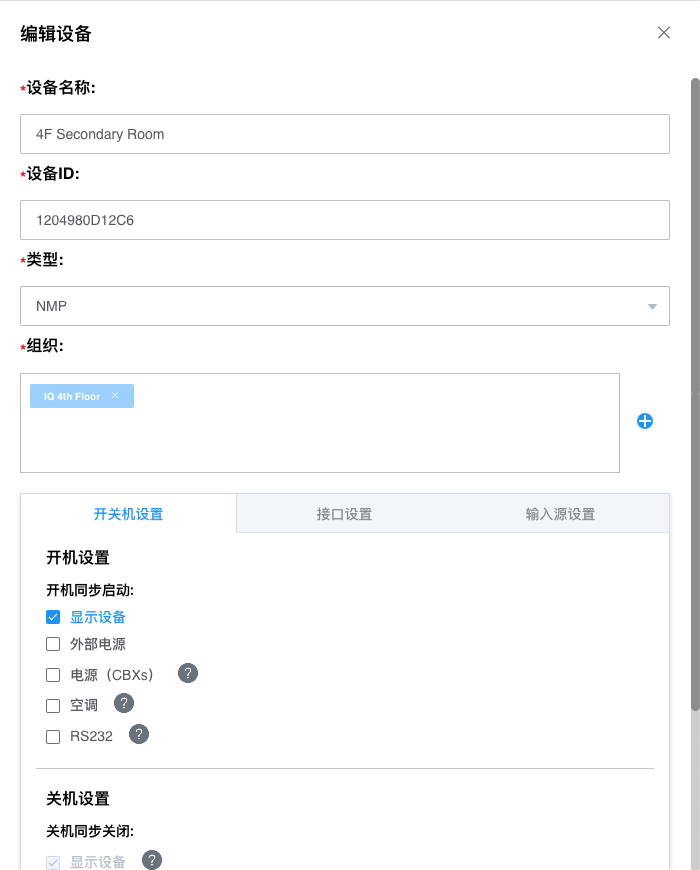 编辑设备
*设备名称:
4F Secondary Room
*设备ID:
1204980D12C6
*类型:
NMP
*组织:
IQ 4th Floor ×
开关机设置 接口设置 输入源设置
开机设置
开机同步启动:
显示设备
外部电源
电源（CBXs） ?
空调 ?
RS232 ?
关机设置
关机同步关闭:
显示设备 ?